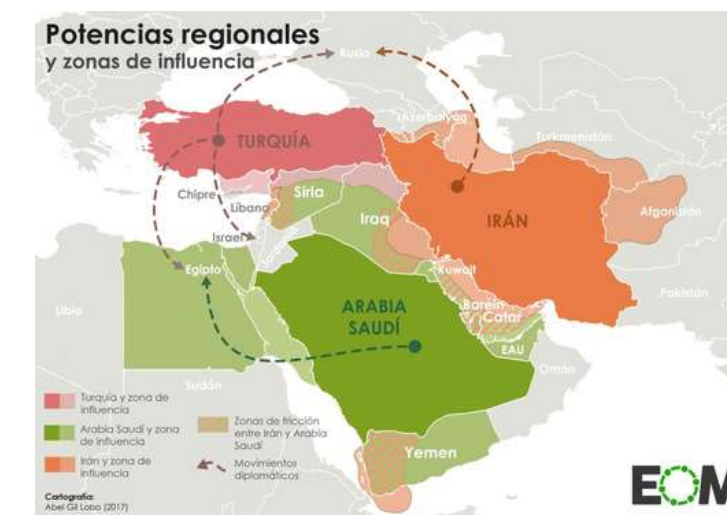 Potencias regionales
y zonas de influencia
Rusia
Azerbaiyán
Turkmenistán
TURQUÍA
Chipre
Siria
Líbano
Afganistán
Iraq
IRÁN
Israel
Jordania
Egipto
Kuwait
Pakistán
Libia
Baréin
Catar
ARABIA
SAUDÍ
EAU
Omán
Sudán
Yemen
Turquía y zona de
influencia
Arabia Saudí y zona
de influencia
Irán y zona de
influencia
Zonas de fricción
entre Irán y Arabia
Saudí
Movimientos
diplomáticos
Cartografía:
Abel Gil Lobo (2017)
EOM